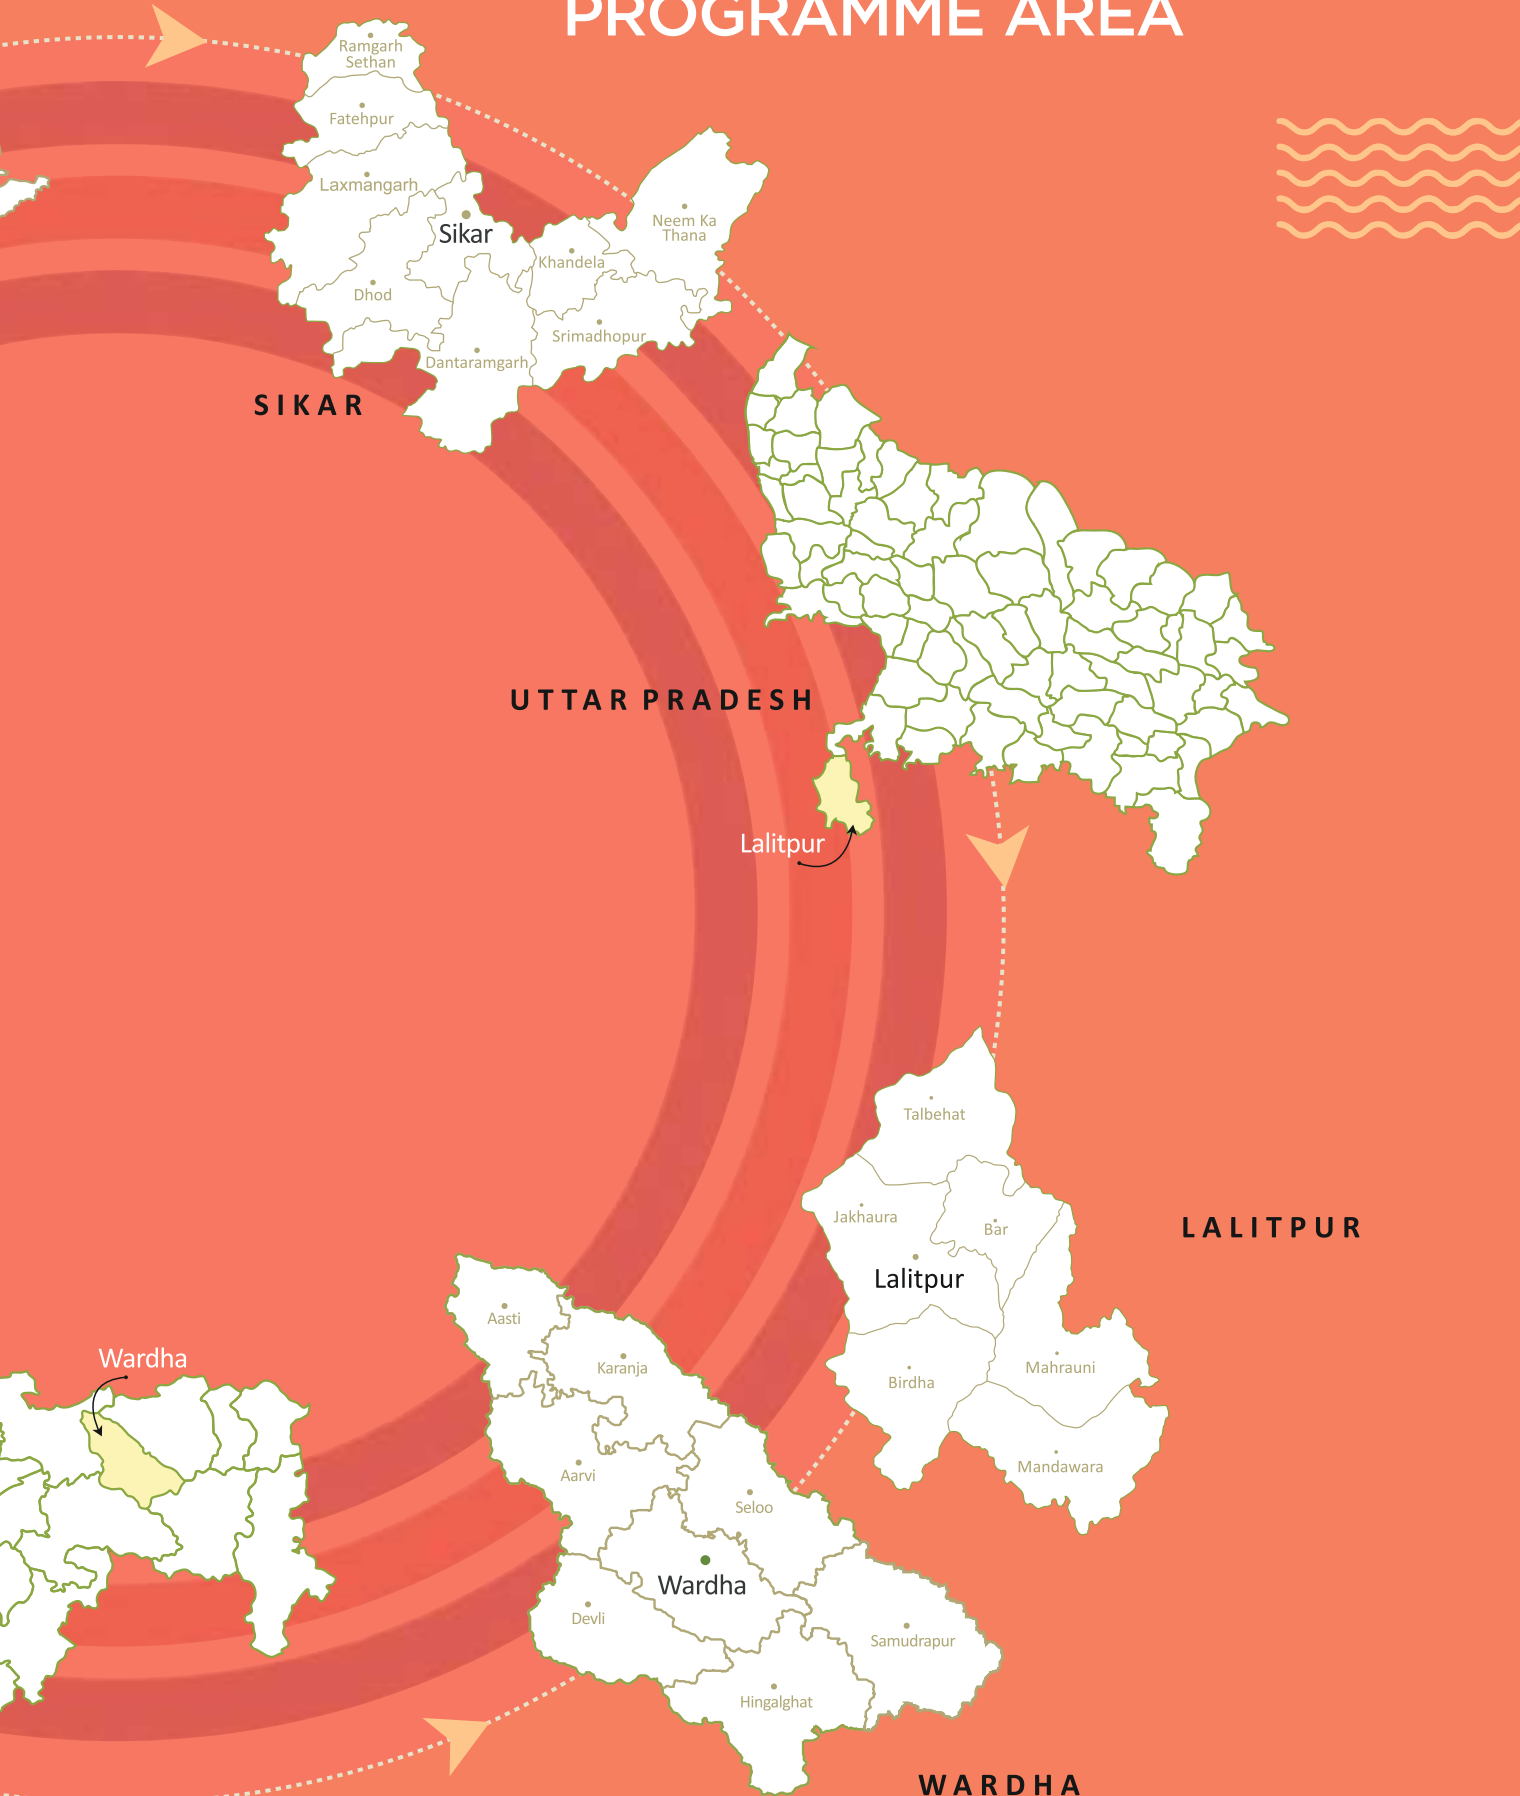 PROGRAMME AREA
Ramgarh
Sethan
Fatehpur
Laxmangarh
Sikar
Neem Ka
Thana
Khandela
Dhod
Srimadhopur
Dantaramgarh
SIKAR
UTTAR PRADESH
Lalitpur
Talbehat
Jakhaura
Bar
LALITPUR
Lalitpur
Mahrauni
Birdha
Mandawara
Aasti
Karanja
Wardha
Aarvi
Seloo
Wardha
Devli
Samudrapur
Hingalghat
WARDHA